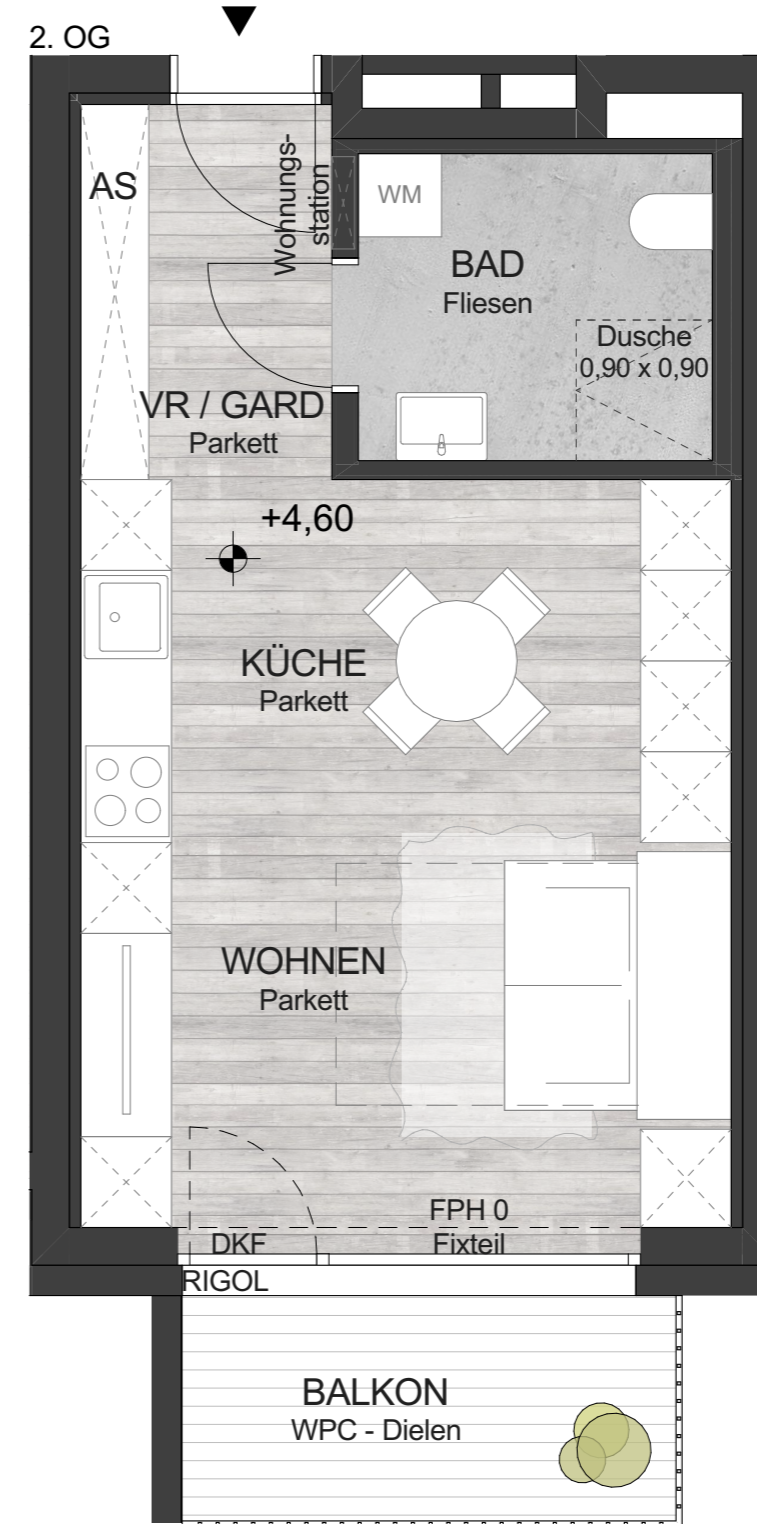 2. OG
AS
Wohnungs-
station
WM
BAD
Fliesen
Dusche
0,90 x 0,90
VR / GARD
Parkett
+4,60
KÜCHE
Parkett
WOHNEN
Parkett
FPH 0
DKF
Fixteil
RIGOL
BALKON
WPC - Dielen